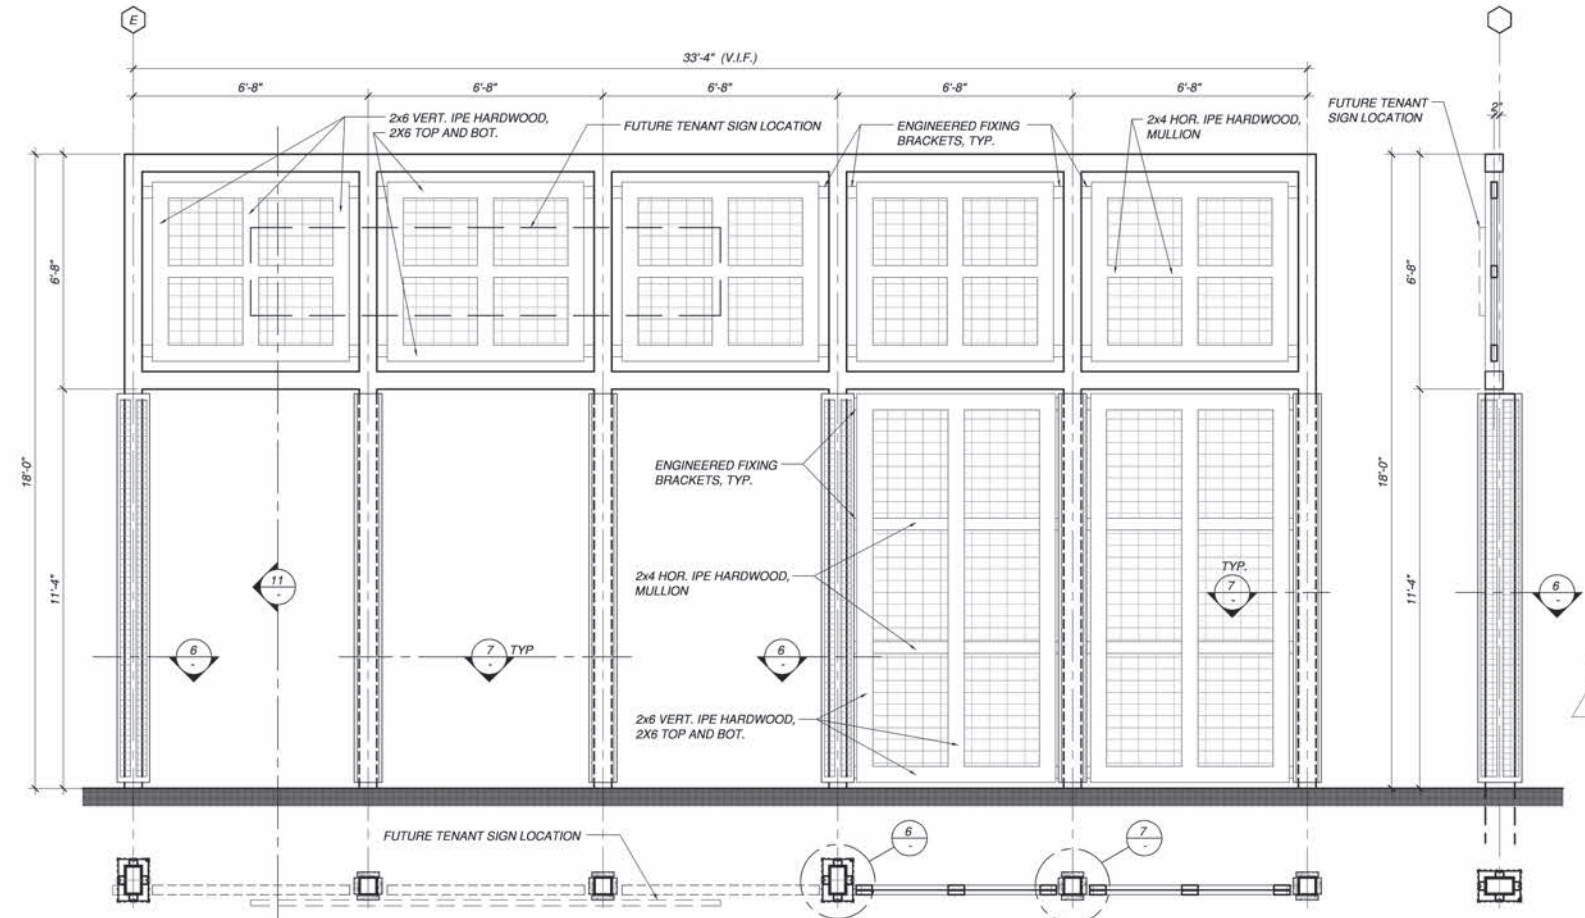 E
33'-4" (V.I.F.)
6'-8"
6'-8"
6'-8"
6'-8"
6'-8"
2x6 VERT. IPE HARDWOOD,
2X6 TOP AND BOT.
FUTURE TENANT SIGN LOCATION
ENGINEERED FIXING
BRACKETS, TYP.
2x4 HOR. IPE HARDWOOD,
MULLION
FUTURE TENANT
SIGN LOCATION
2"
6'-8"
6'-8"
18'-0"
11'-4"
ENGINEERED FIXING
BRACKETS, TYP.
18'-0"
11'-4"
2x4 HOR. IPE HARDWOOD,
MULLION
11
-
TYP.
7
-
6
-
6
-
7
-
TYP
6
-
2x6 VERT. IPE HARDWOOD,
2X6 TOP AND BOT.
FUTURE TENANT SIGN LOCATION
6
-
7
-